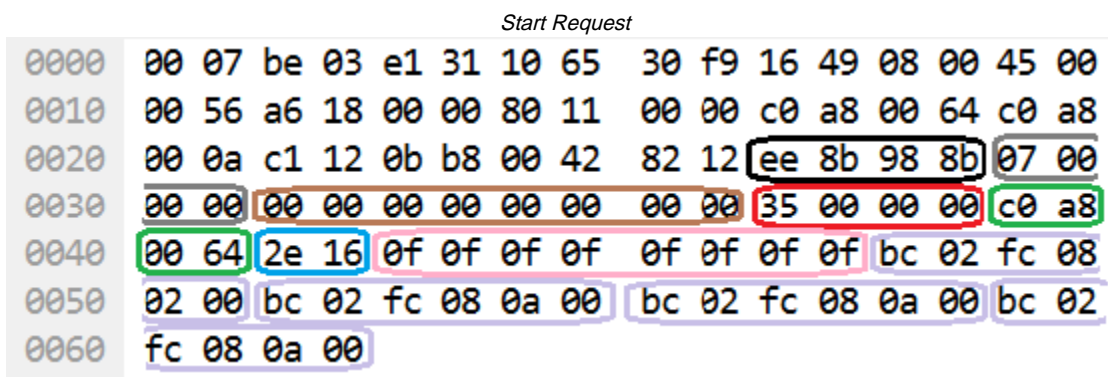 Start Request
0000 00 07 be 03 e1 31 10 65 30 f9 16 49 08 00 45 00
0010 00 56 a6 18 00 00 80 11 00 00 c0 a8 00 64 c0 a8
0020 00 0a c1 12 0b b8 00 42 82 12 ee 8b 98 8b 07 00
0030 00 00 00 00 00 00 00 00 00 00 35 00 00 00 c0 a8
0040 00 64 2e 16 0f 0f 0f 0f 0f 0f 0f 0f bc 02 fc 08
0050 02 00 bc 02 fc 08 0a 00 bc 02 fc 08 0a 00 bc 02
0060 fc 08 0a 00